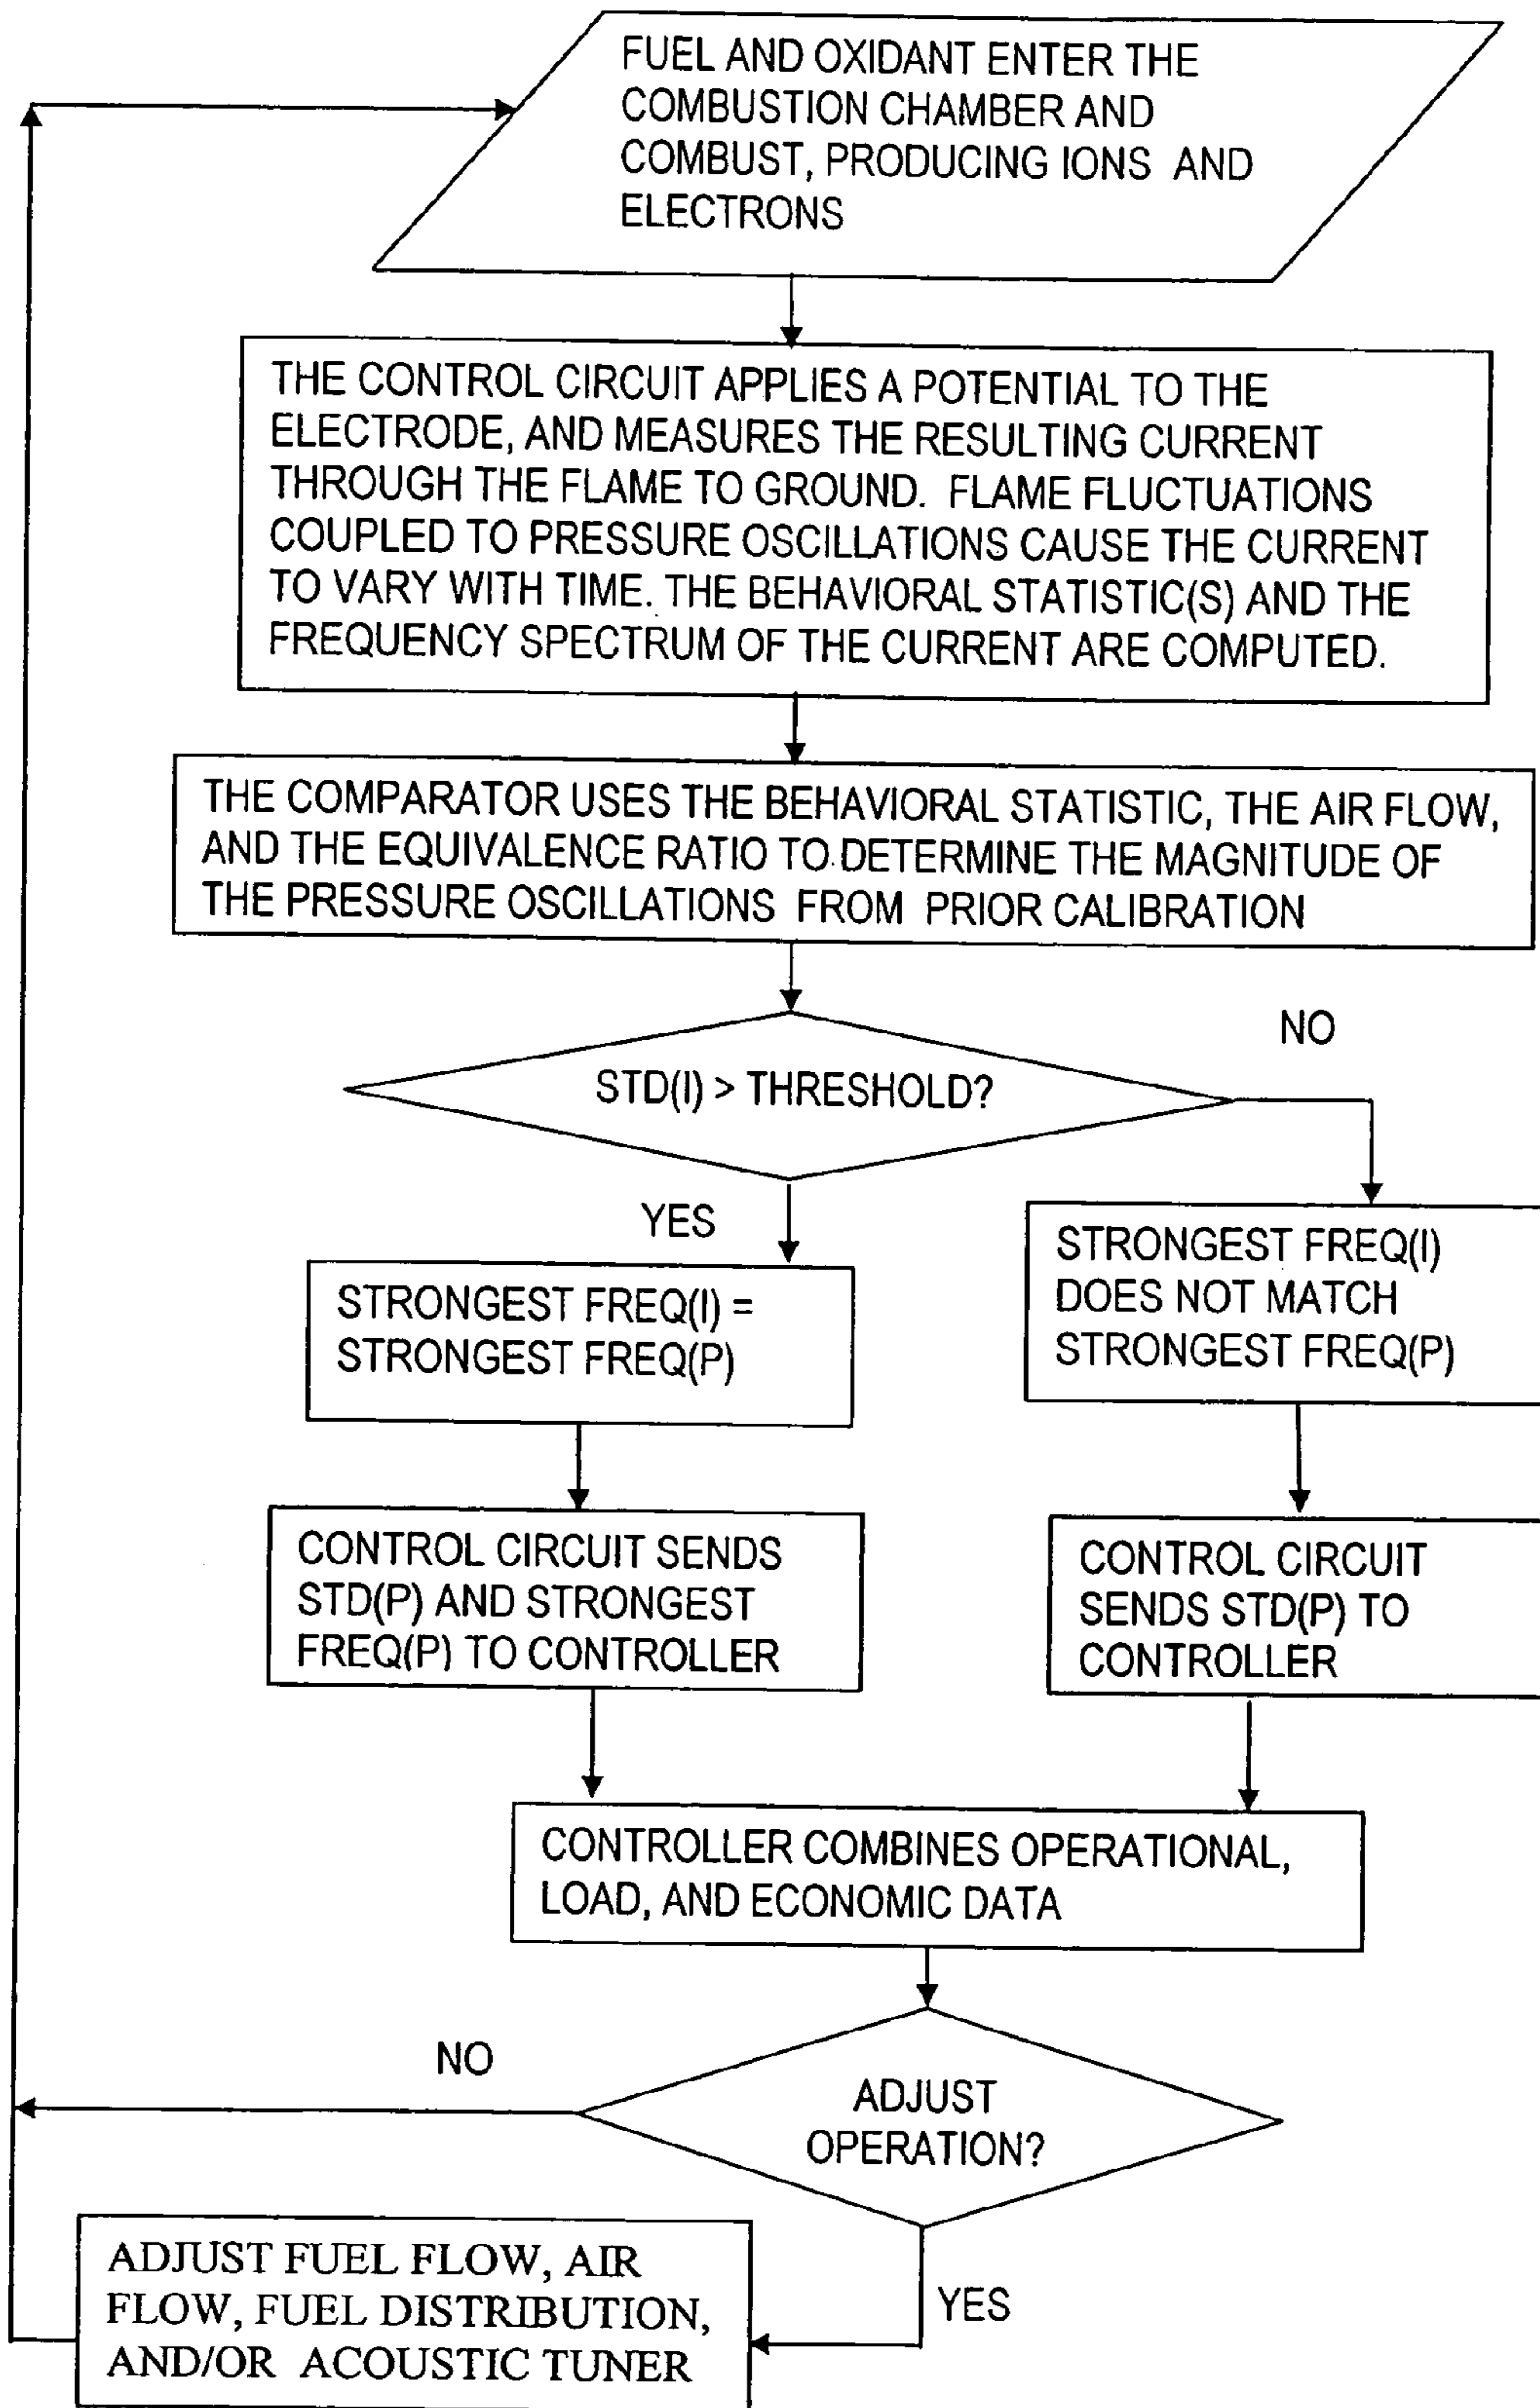 FUEL AND OXIDANT ENTER THE
COMBUSTION CHAMBER AND
COMBUST, PRODUCING IONS AND
ELECTRONS
THE CONTROL CIRCUIT APPLIES A POTENTIAL TO THE
ELECTRODE, AND MEASURES THE RESULTING CURRENT
THROUGH THE FLAME TO GROUND. FLAME FLUCTUATIONS
COUPLED TO PRESSURE OSCILLATIONS CAUSE THE CURRENT
TO VARY WITH TIME. THE BEHAVIORAL STATISTIC(S) AND THE
FREQUENCY SPECTRUM OF THE CURRENT ARE COMPUTED.
THE COMPARATOR USES THE BEHAVIORAL STATISTIC, THE AIR FLOW,
AND THE EQUIVALENCE RATIO TO DETERMINE THE MAGNITUDE OF
THE PRESSURE OSCILLATIONS FROM PRIOR CALIBRATION
NO
STD(I) > THRESHOLD?
YES
STRONGEST FREQ(I) =
STRONGEST FREQ(P)
STRONGEST FREQ(I)
DOES NOT MATCH
STRONGEST FREQ(P)
CONTROL CIRCUIT SENDS
STD(P) AND STRONGEST
FREQ(P) TO CONTROLLER
CONTROL CIRCUIT
SENDS STD(P) TO
CONTROLLER
CONTROLLER COMBINES OPERATIONAL,
LOAD, AND ECONOMIC DATA
NO
ADJUST
OPERATION?
YES
ADJUST FUEL FLOW, AIR
FLOW, FUEL DISTRIBUTION,
AND/OR ACOUSTIC TUNER